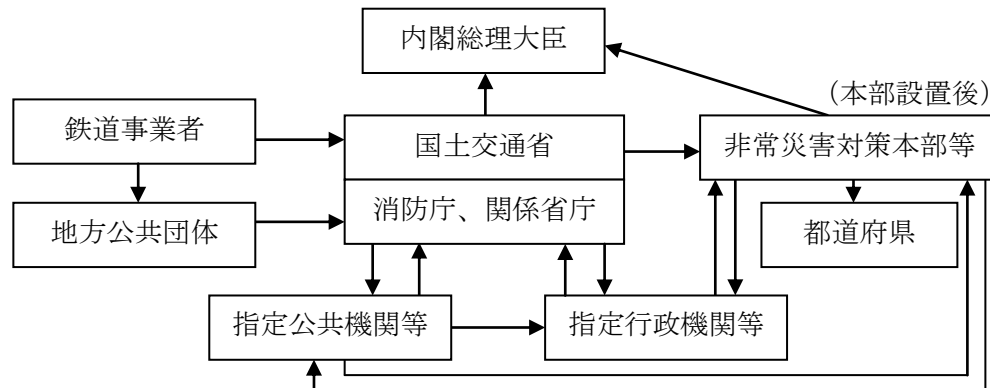 内閣総理大臣
（本部設置後）
鉄道事業者
国土交通省
非常災害対策本部等
地方公共団体
消防庁、関係省庁
都道府県
指定公共機関等
指定行政機関等